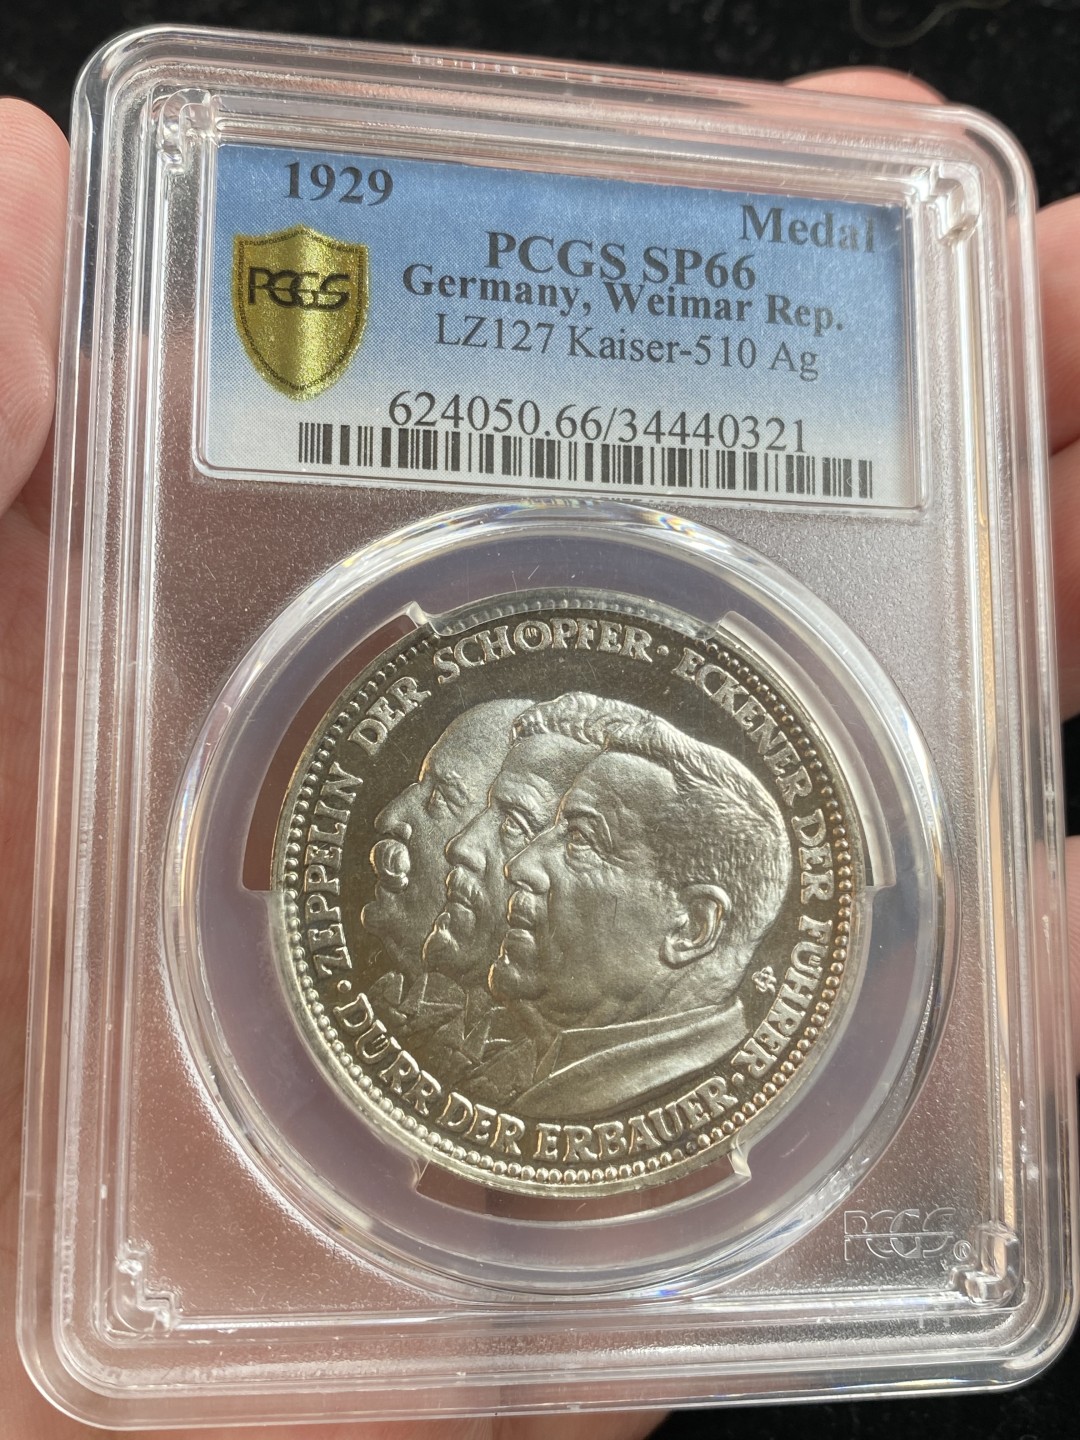 1929
Medal
PCGS
PCGS SP66
Germany, Weimar Rep.
LZ127 Kaiser-510 Ag
624050.66/34440321
ZEPPELIN DER SCHÖPFER · ECKENER DER FÜHRER · DÜRR DER ERBAUER ·
PCGS®